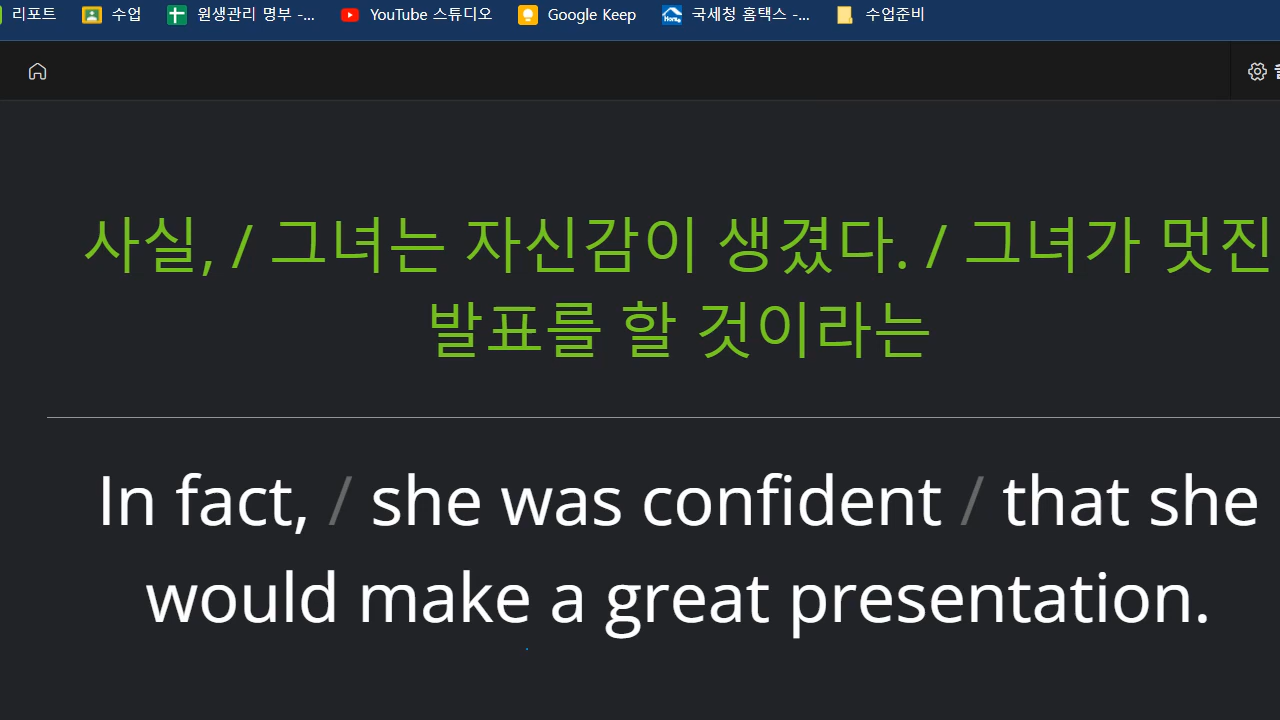 리포트 수업 원생관리 명부 -... YouTube 스튜디오 Google Keep 국세청 홈택스 -... 수업준비
사실, / 그녀는 자신감이 생겼다. / 그녀가 멋진
발표를 할 것이라는
In fact, / she was confident / that she
would make a great presentation.